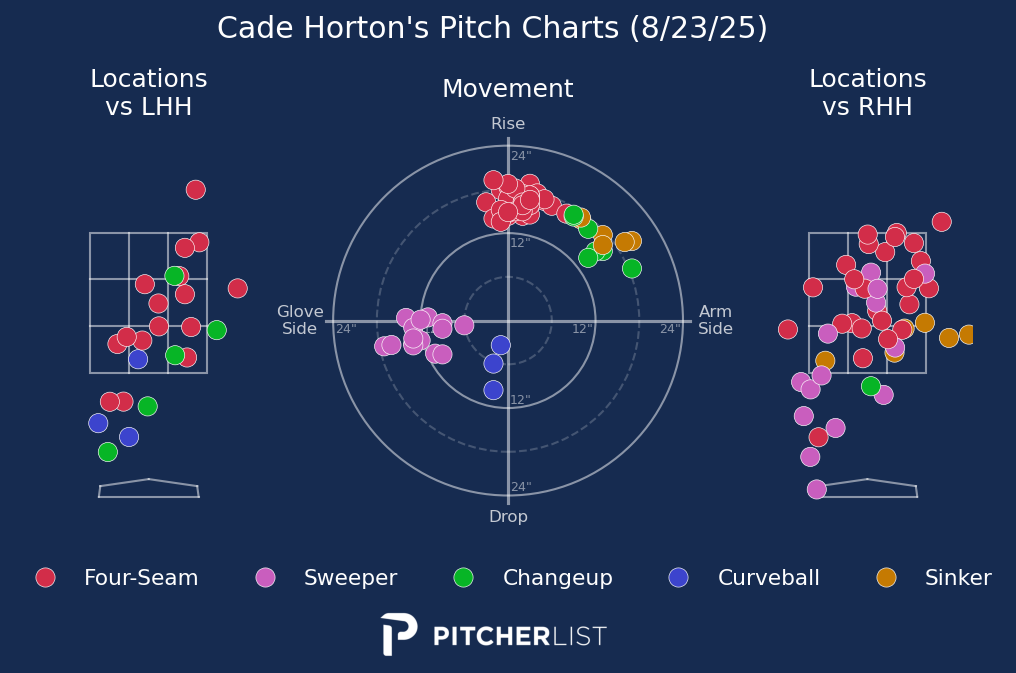 Cade Horton's Pitch Charts (8/23/25)
Locations
vs LHH
Movement
Locations
vs RHH
Rise
24"
12"
Glove
Side
24"
12"
24"
Arm
Side
12"
24"
Drop
Four-Seam
Sweeper
Changeup
Curveball
Sinker
PITCHERLIST